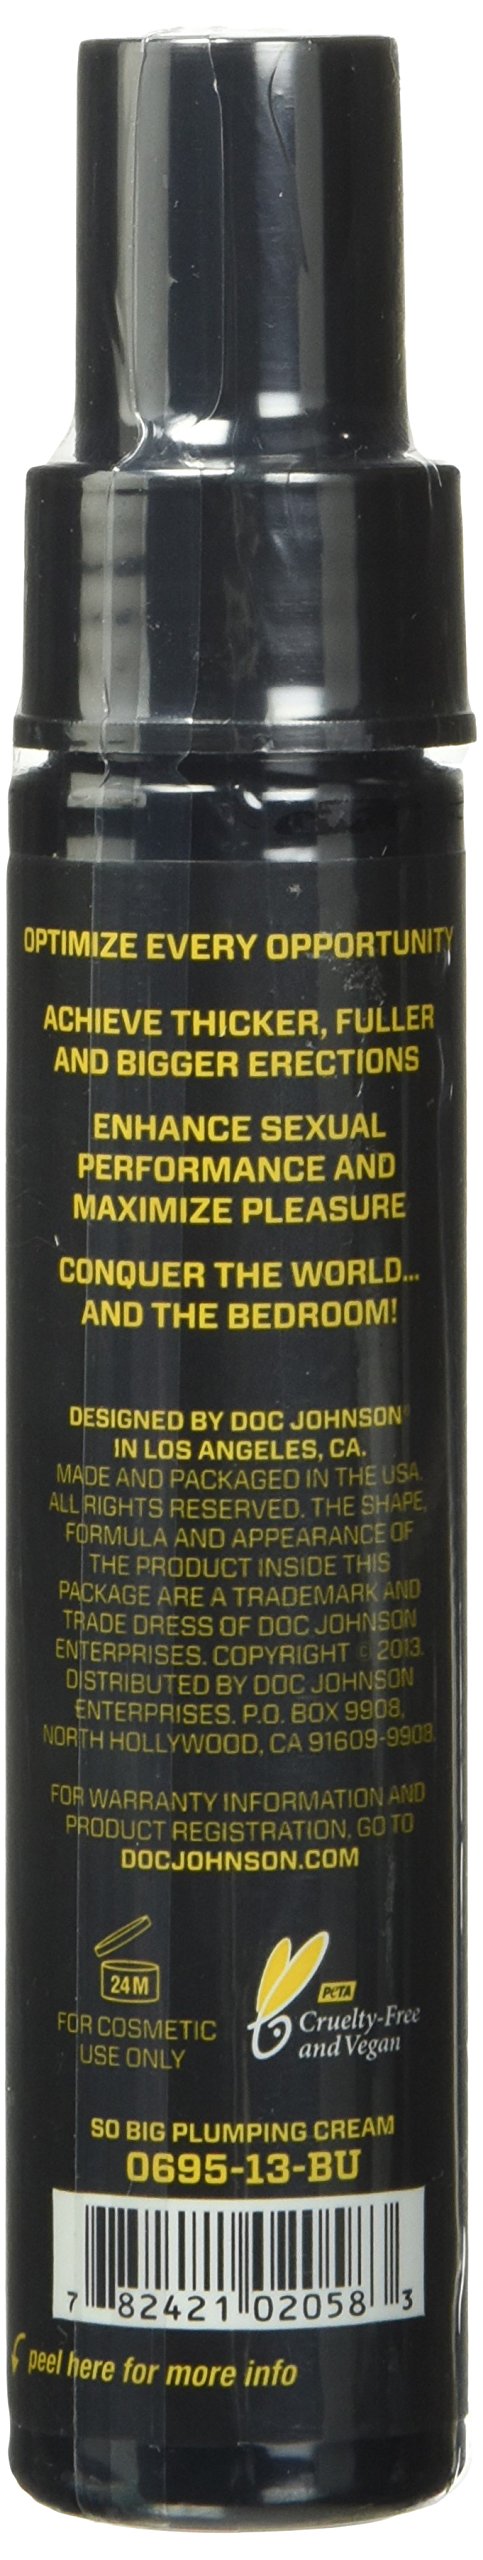 OPTIMIZE EVERY OPPORTUNITY
ACHIEVE THICKER, FULLER
AND BIGGER ERECTIONS
ENHANCE SEXUAL
PERFORMANCE AND
MAXIMIZE PLEASURE
CONQUER THE WORLD...
AND THE BEDROOM!
DESIGNED BY DOC JOHNSON®
IN LOS ANGELES, CA.
MADE AND PACKAGED IN THE USA.
ALL RIGHTS RESERVED. THE SHAPE,
FORMULA AND APPEARANCE OF
THE PRODUCT INSIDE THIS
PACKAGE ARE A TRADEMARK AND
TRADE DRESS OF DOC JOHNSON
ENTERPRISES. COPYRIGHT © 2013.
DISTRIBUTED BY DOC JOHNSON
ENTERPRISES. P.O. BOX 9908,
NORTH HOLLYWOOD, CA 91609-9908.
FOR WARRANTY INFORMATION AND
PRODUCT REGISTRATION, GO TO
DOCJOHNSON.COM
24M
FOR COSMETIC
USE ONLY
PETA
Cruelty-Free
and Vegan
SO BIG PLUMPING CREAM
0695-13-BU
7 82421 02058 3
peel here for more info